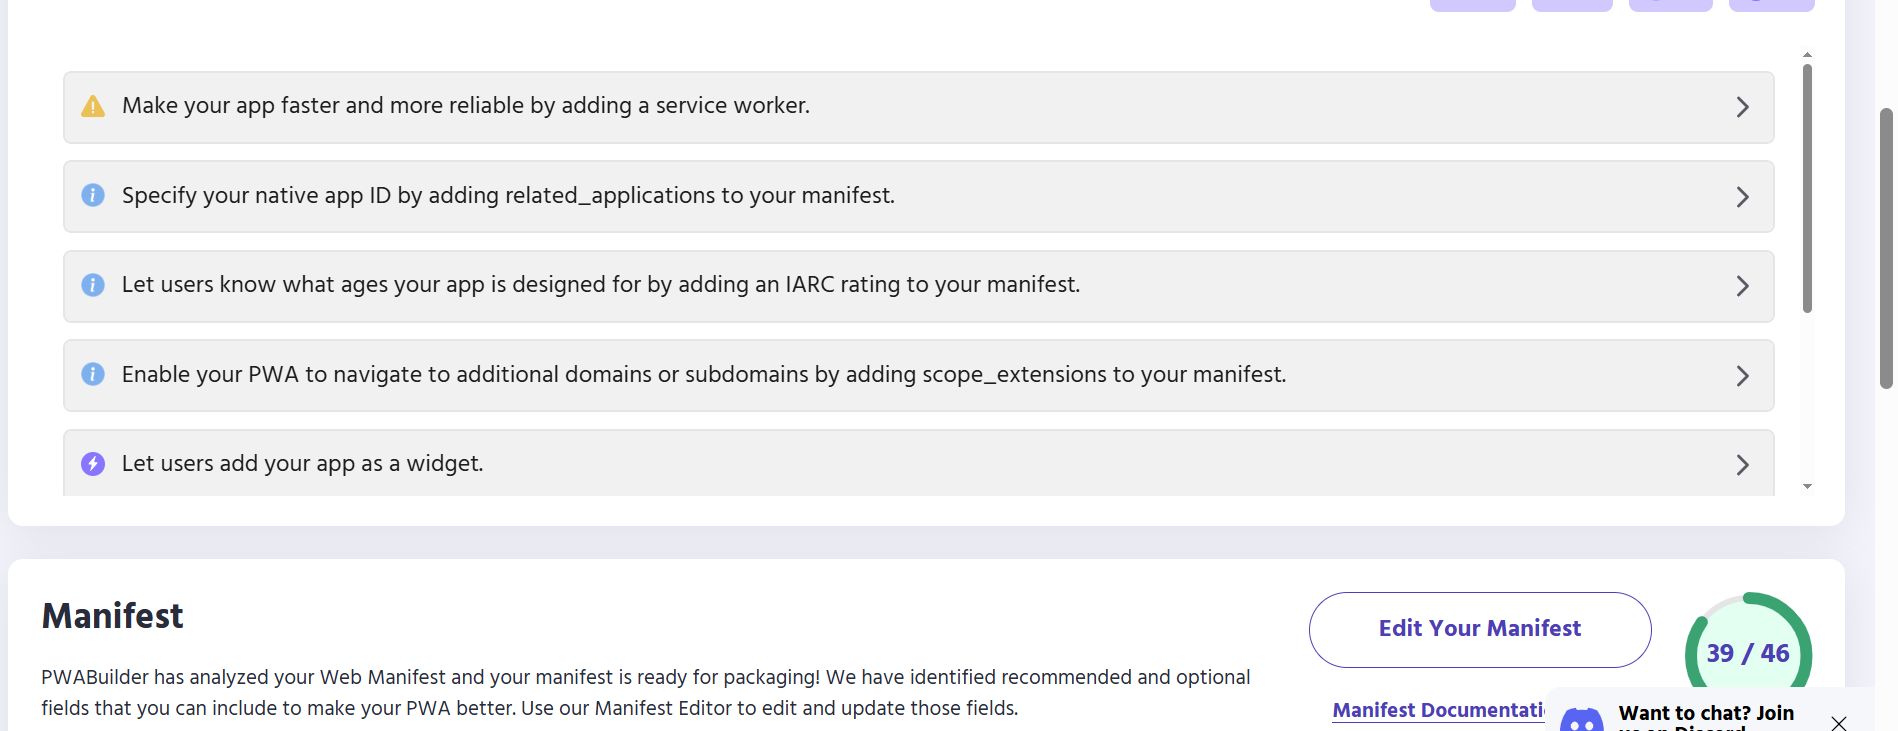 Make your app faster and more reliable by adding a service worker.
Specify your native app ID by adding related_applications to your manifest.
Let users know what ages your app is designed for by adding an IARC rating to your manifest.
Enable your PWA to navigate to additional domains or subdomains by adding scope_extensions to your manifest.
Let users add your app as a widget.
Manifest
PWABuilder has analyzed your Web Manifest and your manifest is ready for packaging! We have identified recommended and optional
fields that you can include to make your PWA better. Use our Manifest Editor to edit and update those fields.
Edit Your Manifest
39 / 46
Manifest Documentati
Want to chat? Join
us on Discord